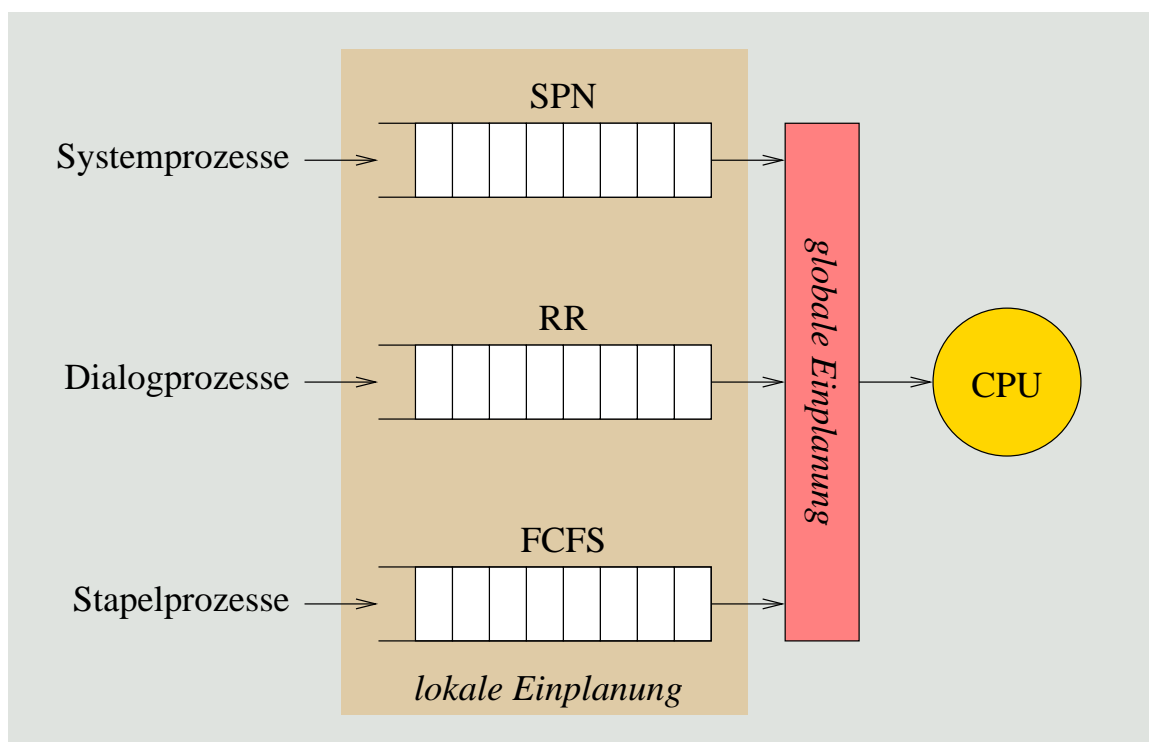 SPN
Systemprozesse
RR
Dialogprozesse
globale Einplanung
CPU
FCFS
Stapelprozesse
lokale Einplanung